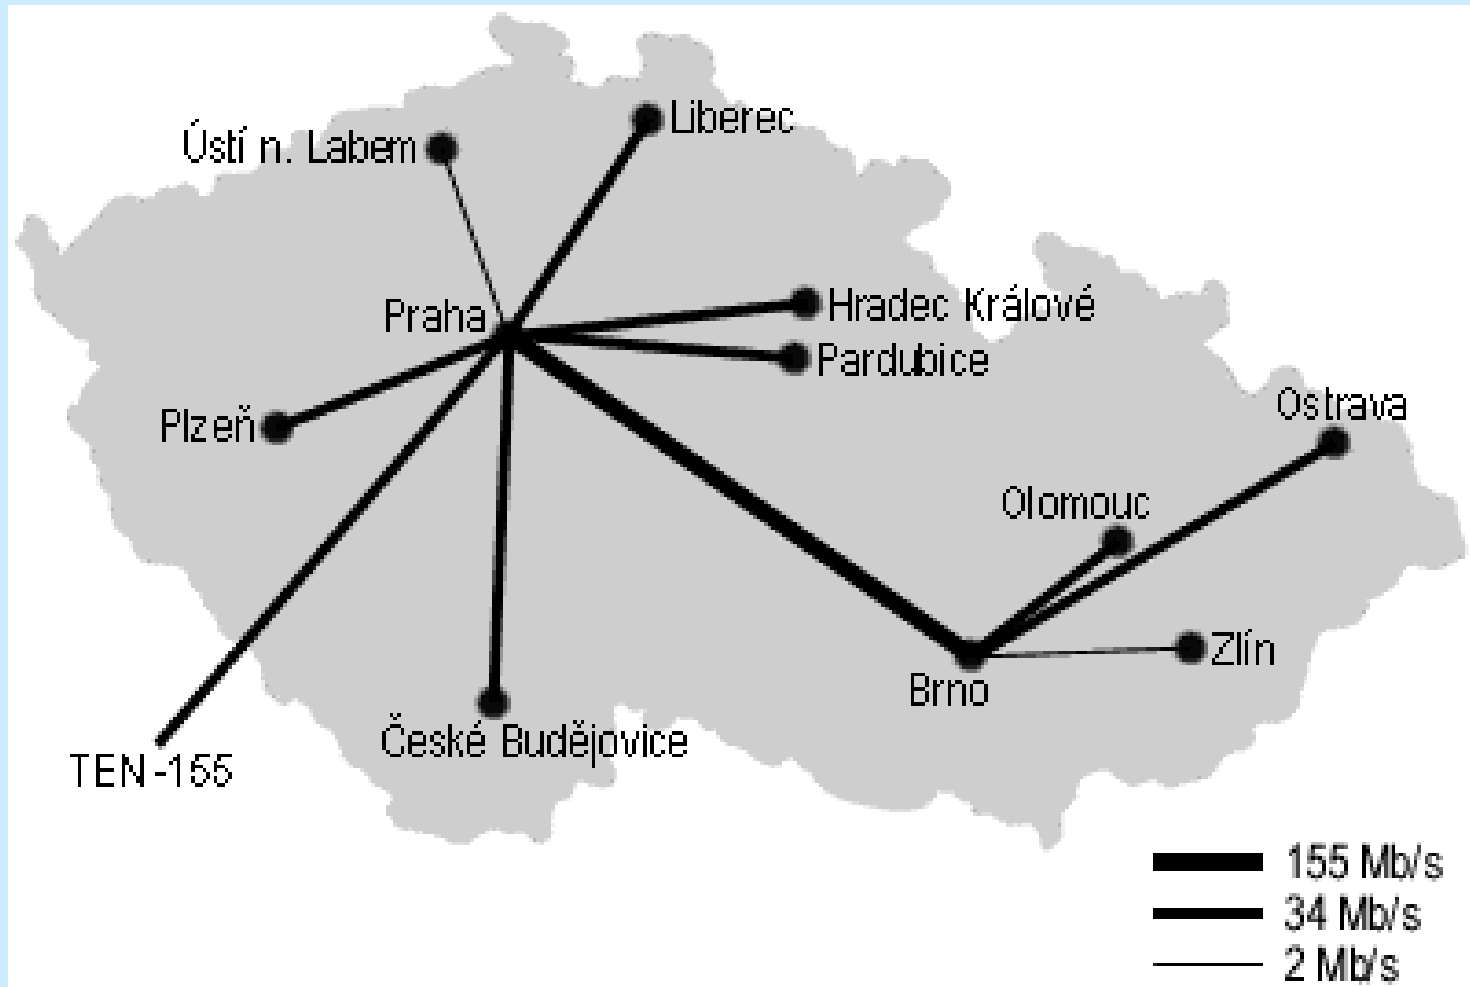 Liberec
Ústí n. Labem
Hradec Králové
Praha
Pardubice
Ostrava
Plzeň
Olomouc
Zlín
Brno
České Budějovice
TEN-155
155 Mb/s
34 Mb/s
2 Mb/s